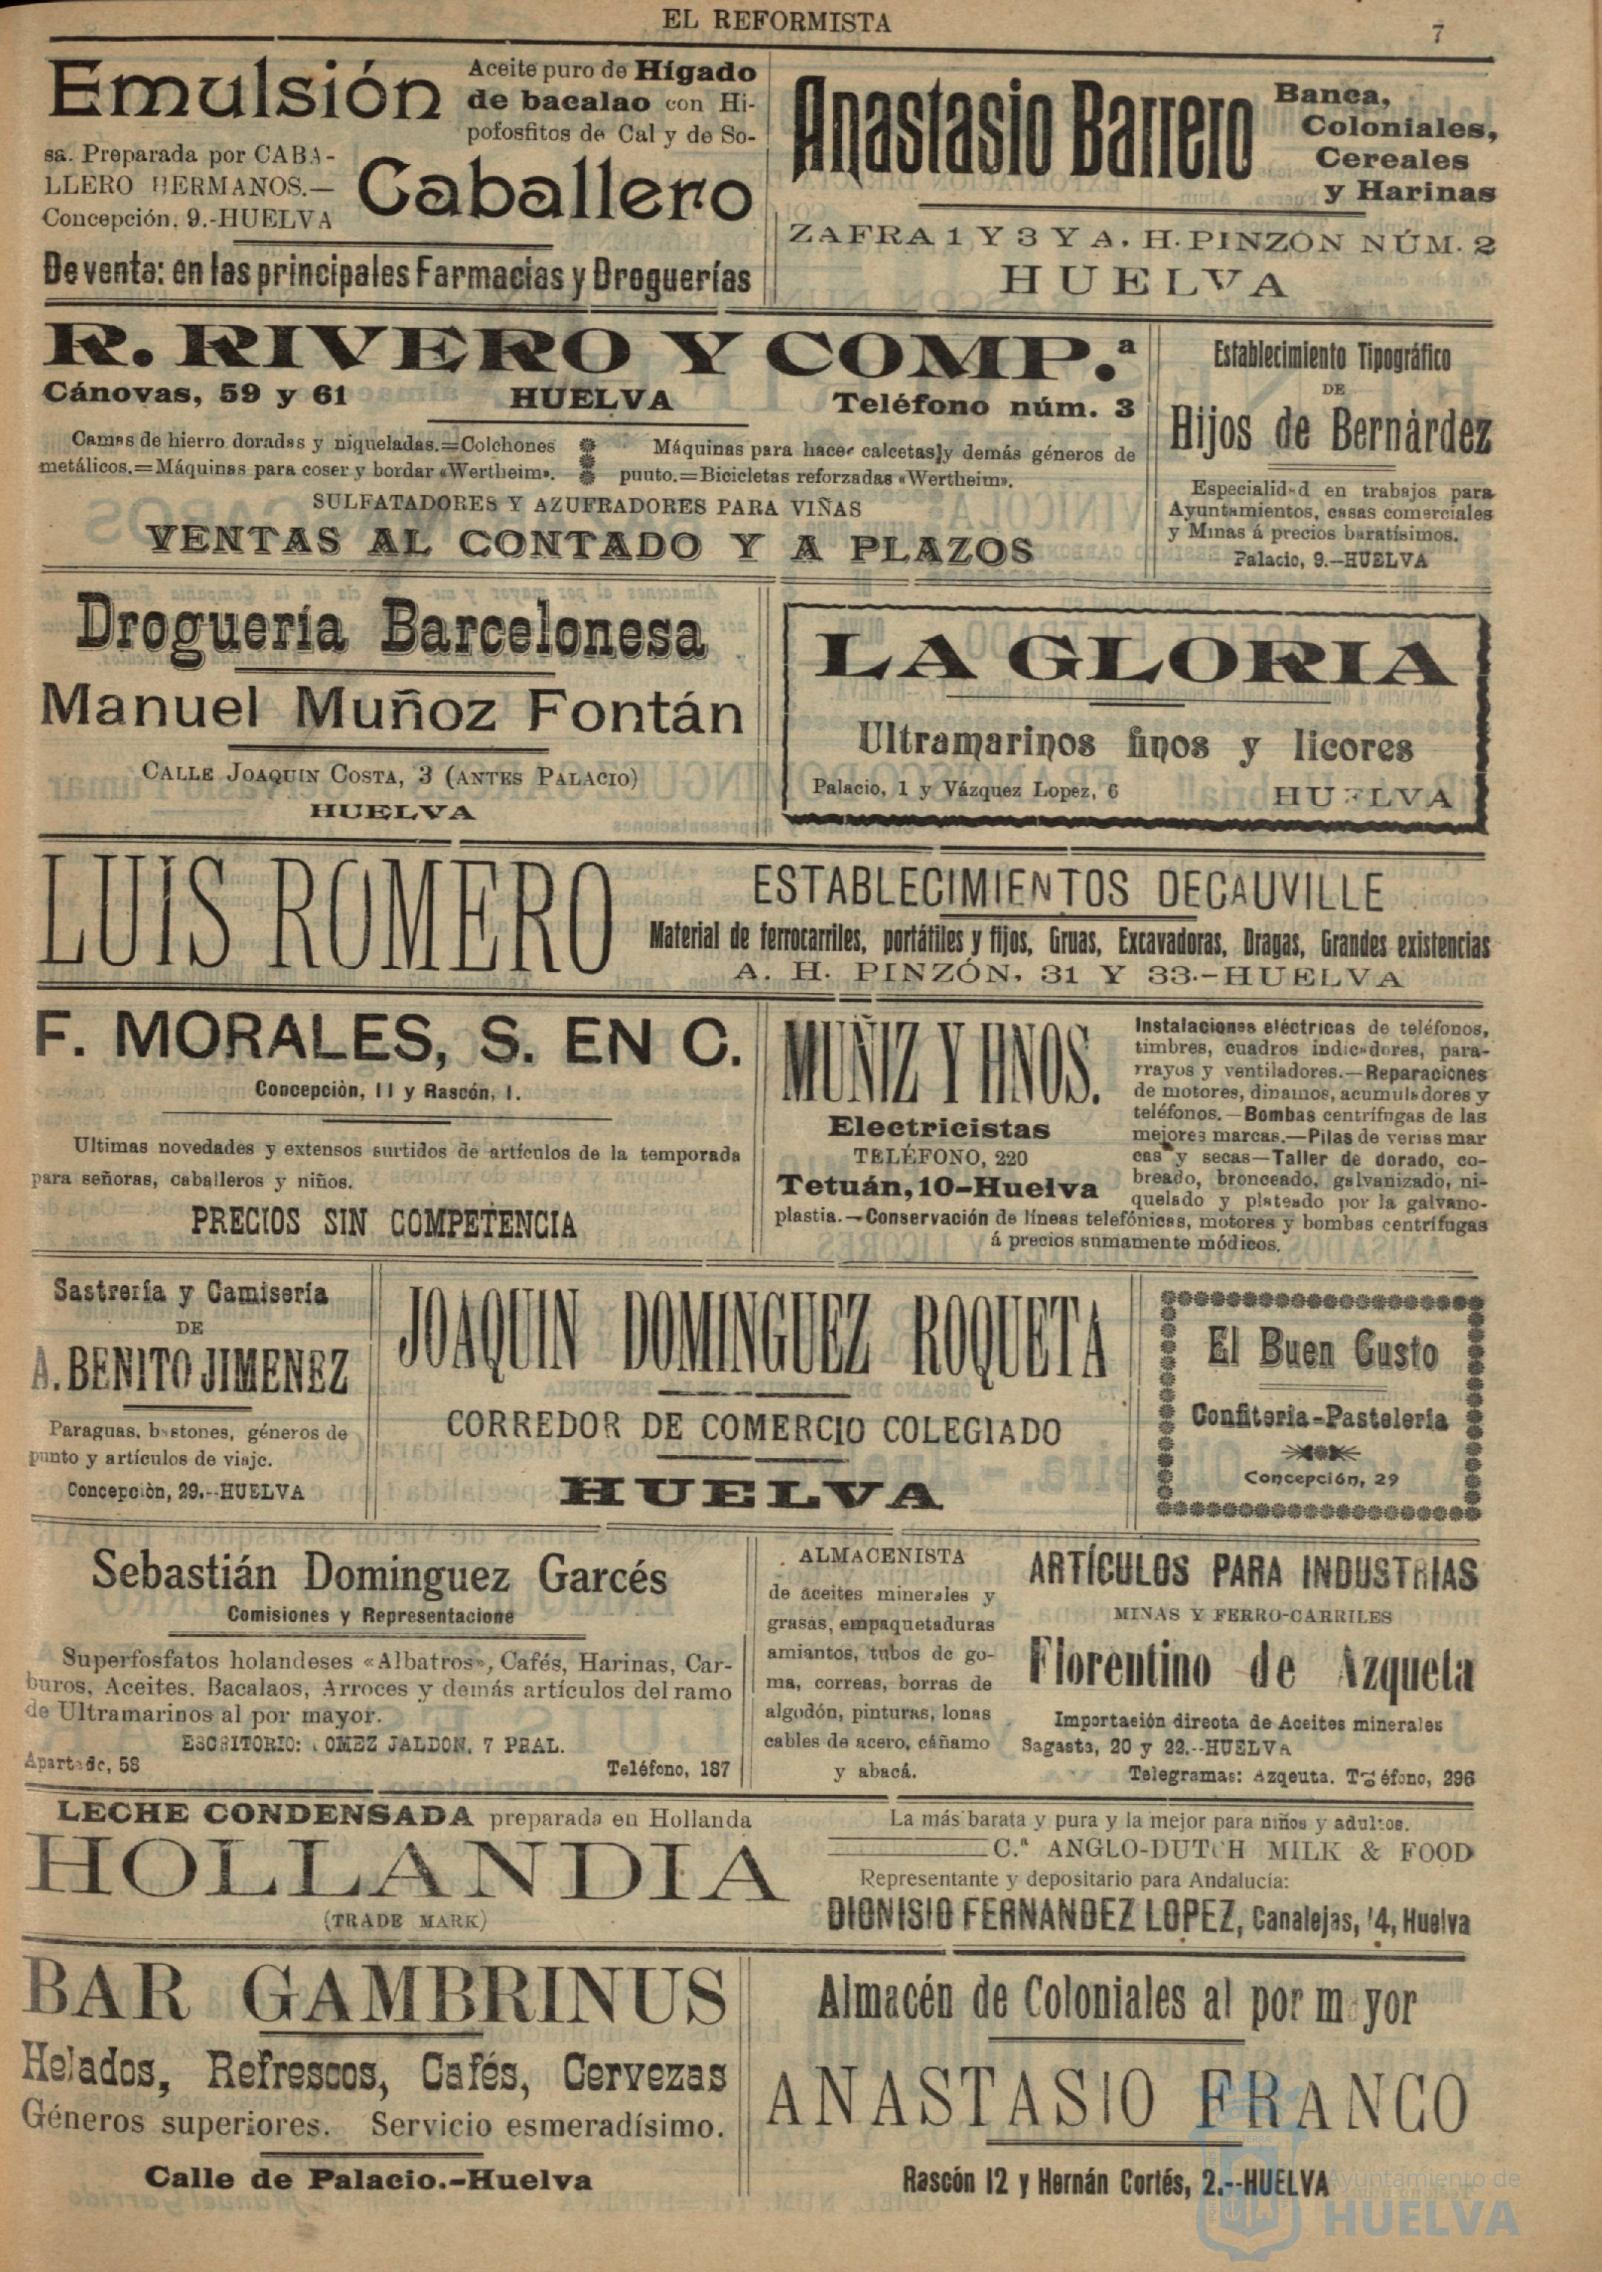 EL REFORMISTA
7
Emulsión
Aceite puro de Hígado
de bacalao con Hi-
pofosfitos de Cal y de So-
sa. Preparada por CABA-
LLERO HERMANOS.—
Concepción, 9.-HUELVA
Caballero
De venta: en las principales Farmacias y Droguerías
Anastasio Barrero
Banca,
Coloniales,
Cereales
y Harinas
ZAFRA 1 Y 3 Y A. H. PINZÓN NÚM. 2
HUELVA
R. RIVERO Y COMP.ª
Cánovas, 59 y 61 HUELVA Teléfono núm. 3
Camas de hierro doradas y niqueladas.=Colchones
metálicos.=Máquinas para coser y bordar «Wertheim».
Máquinas para hacer calcetas y demás géneros de
punto.=Bicicletas reforzadas «Wertheim».
SULFATADORES Y AZUFRADORES PARA VIÑAS
VENTAS AL CONTADO Y A PLAZOS
Establecimiento Tipográfico
DE
Hijos de Bernárdez
Especialidad en trabajos para
Ayuntamientos, casas comerciales
y Minas á precios baratísimos.
Palacio, 9.--HUELVA
Droguería Barcelonesa
Manuel Muñoz Fontán
CALLE JOAQUIN COSTA, 3 (ANTES PALACIO)
HUELVA
LA GLORIA
Ultramarinos finos y licores
Palacio, 1 y Vázquez Lopez, 6 HUELVA
LUIS ROMERO
ESTABLECIMIENTOS DECAUVILLE
Material de ferrocarriles, portátiles y fijos, Gruas, Excavadoras, Dragas, Grandes existencias
A. H. PINZÓN, 31 Y 33.-HUELVA
F. MORALES, S. EN C.
Concepciòn, 11 y Rascón, 1.
Ultimas novedades y extensos surtidos de artículos de la temporada
para señoras, caballeros y niños.
PRECIOS SIN COMPETENCIA
MUÑIZ Y HNOS.
Electricistas
TELÉFONO, 220
Tetuán, 10-Huelva
Instalaciones eléctricas de teléfonos,
timbres, cuadros indicadores, para-
rrayos y ventiladores.—Reparaciones
de motores, dinamos, acumuladores y
teléfonos.—Bombas centrífugas de las
mejores marcas.—Pilas de verias mar
cas y secas—Taller de dorado, co-
breado, bronceado, galvanizado, ni-
quelado y plateado por la galvano-
plastia.—Conservación de líneas telefónicas, motores y bombas centrífugas
á precios sumamente módicos.
Sastrería y Camisería
DE
A. BENITO JIMENEZ
Paraguas, bastones, géneros de
punto y artículos de viaje.
Concepciòn, 29.--HUELVA
JOAQUIN DOMINGUEZ ROQUETA
CORREDOR DE COMERCIO COLEGIADO
HUELVA
El Buen Gusto
Confiteria-Pasteleria
Concepción, 29
Sebastián Dominguez Garcés
Comisiones y Representacione
Superfosfatos holandeses «Albatros», Cafés, Harinas, Car-
buros, Aceites. Bacalaos, Arroces y demás artículos del ramo
de Ultramarinos al por mayor.
ESCRITORIO: OMEZ JALDON, 7 PRAL.
Apartado, 58 Teléfono, 187
ALMACENISTA
de aceites minerales y
grasas, empaquetaduras
amiantos, tubos de go-
ma, correas, borras de
algodón, pinturas, lonas
cables de acero, cáñamo
y abacá.
ARTÍCULOS PARA INDUSTRIAS
MINAS Y FERRO-CARRILES
Florentino de Azqueta
Importación directa de Aceites minerales
Sagasta, 20 y 22.--HUELVA
Telegramas: Azqeuta. Teléfono, 296
LECHE CONDENSADA preparada en Hollanda
HOLLANDIA
(TRADE MARK)
La más barata y pura y la mejor para niños y adultos.
C.ª ANGLO-DUTCH MILK & FOOD
Representante y depositario para Andalucía:
DIONISIO FERNANDEZ LOPEZ, Canalejas, 14, Huelva
BAR GAMBRINUS
Helados, Refrescos, Cafés, Cervezas
Géneros superiores. Servicio esmeradísimo.
Calle de Palacio.-Huelva
Almacén de Coloniales al por mayor
ANASTASIO FRANCO
Rascón 12 y Hernán Cortés, 2.--HUELVA
Ayuntamiento de
HUELVA